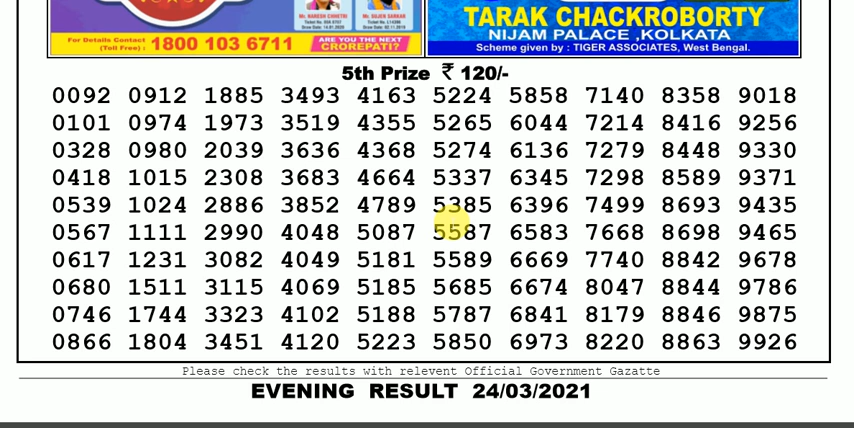 Mr. NARESH CHHETRI
Mr. SUJEN SARKAR
For Details Contact
(Toll Free) : 1800 103 6711
ARE YOU THE NEXT
CROREPATI?
TARAK CHACKROBORTY
NIJAM PALACE ,KOLKATA
Scheme given by : TIGER ASSOCIATES, West Bengal.
5th Prize ₹ 120/-
0092 0912 1885 3493 4163 5224 5858 7140 8358 9018
0101 0974 1973 3519 4355 5265 6044 7214 8416 9256
0328 0980 2039 3636 4368 5274 6136 7279 8448 9330
0418 1015 2308 3683 4664 5337 6345 7298 8589 9371
0539 1024 2886 3852 4789 5385 6396 7499 8693 9435
0567 1111 2990 4048 5087 5587 6583 7668 8698 9465
0617 1231 3082 4049 5181 5589 6669 7740 8842 9678
0680 1511 3115 4069 5185 5685 6674 8047 8844 9786
0746 1744 3323 4102 5188 5787 6841 8179 8846 9875
0866 1804 3451 4120 5223 5850 6973 8220 8863 9926
Please check the results with relevent Official Government Gazatte
EVENING RESULT 24/03/2021